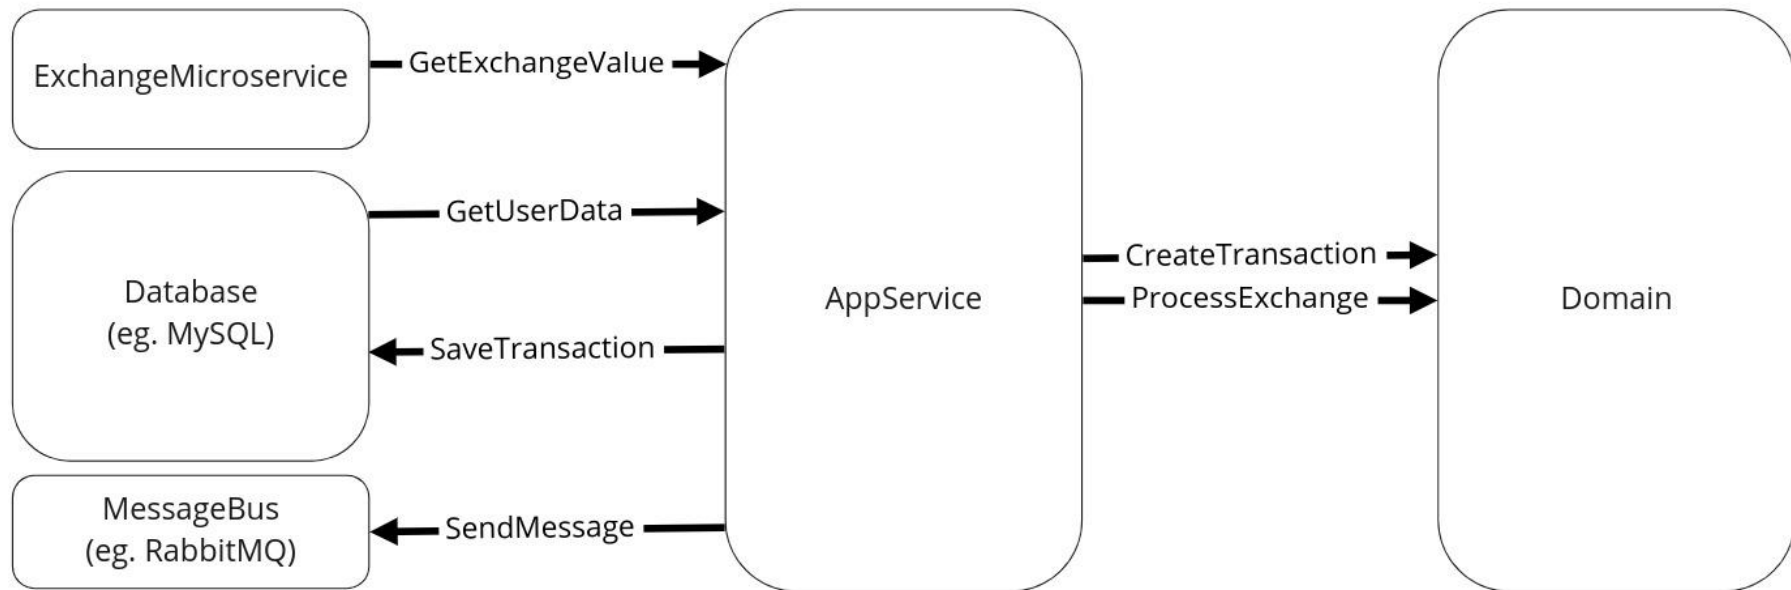 ExchangeMicroservice
GetExchangeValue
Database
(eg. MySQL)
GetUserData
SaveTransaction
MessageBus
(eg. RabbitMQ)
SendMessage
AppService
CreateTransaction
ProcessExchange
Domain